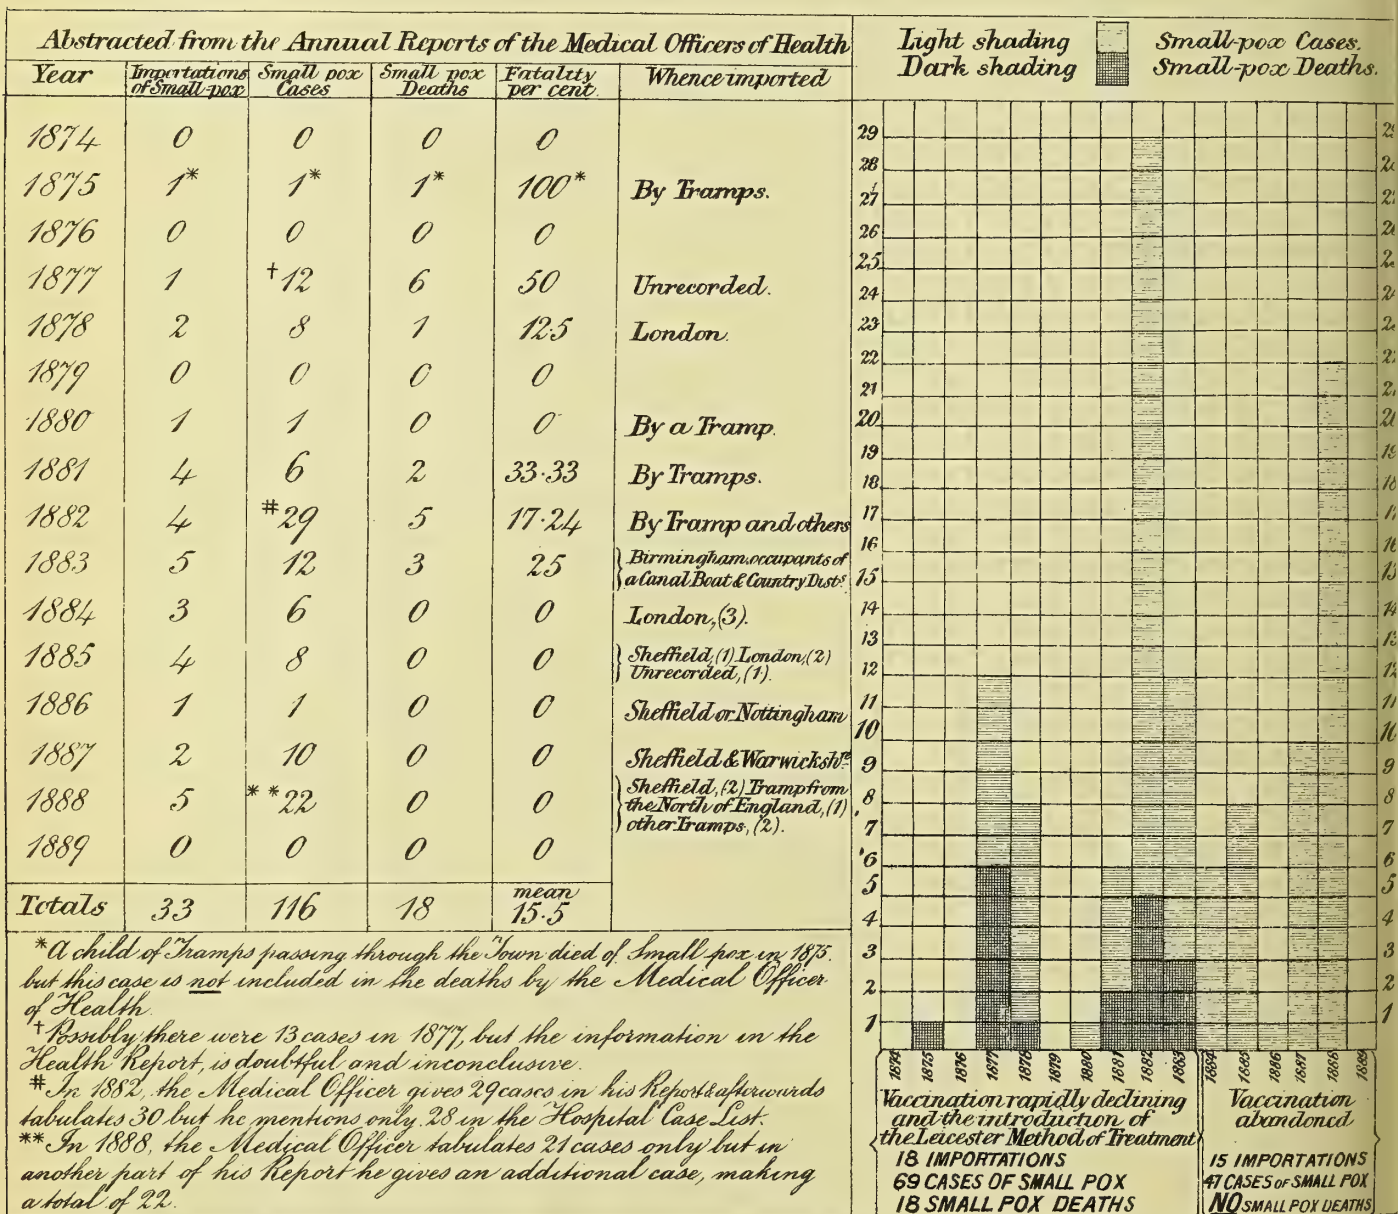 Abstracted from the Annual Reports of the Medical Officers of Health
Year Importations of Small-pox Small pox Cases Small pox Deaths Fatality per cent. Whence imported
1874 0 0 0 0
1875 1* 1* 1* 100* By Tramps.
1876 0 0 0 0
1877 1 †12 6 50 Unrecorded.
1878 2 8 1 12·5 London.
1879 0 0 0 0
1880 1 1 0 0 By a Tramp.
1881 4 6 2 33·33 By Tramps.
1882 4 #29 5 17·24 By Tramp and others
1883 5 12 3 25 Birmingham, occupants of
a Canal Boat & Country Dists.
1884 3 6 0 0 London, (3).
1885 4 8 0 0 Sheffield, (1) London, (2)
Unrecorded, (1).
1886 1 1 0 0 Sheffield or Nottingham
1887 2 10 0 0 Sheffield & Warwicksh.re
1888 5 **22 0 0 Sheffield, (2) Tramp from
the North of England, (1)
other Tramps, (2).
1889 0 0 0 0
Totals 33 116 18 mean 15·5
*A child of Tramps passing through the Town died of Small-pox in 1875.
but this case is not included in the deaths by the Medical Officer
of Health.
† Possibly there were 13 cases in 1877, but the information in the
Health Report, is doubtful and inconclusive.
# In 1882, the Medical Officer gives 29 cases in his Report & afterwards
tabulates 30 but he mentions only 28 in the Hospital Case List.
** In 1888, the Medical Officer tabulates 21 cases only but in
another part of his Report he gives an additional case, making
a total of 22.
Light shading Small-pox Cases.
Dark shading Small-pox Deaths.
29
28
27
26
25
24
23
22
21
20
19
18
17
16
15
14
13
12
11
10
9
8
7
6
5
4
3
2
1
1874 1875 1876 1877 1878 1879 1880 1881 1882 1883 1884 1885 1886 1887 1888 1889
Vaccination rapidly declining
and the introduction of
the Leicester Method of Treatment
18 IMPORTATIONS
69 CASES OF SMALL POX
18 SMALL POX DEATHS
Vaccination
abandoned
15 IMPORTATIONS
47 CASES OF SMALL POX
NO SMALL POX DEATHS